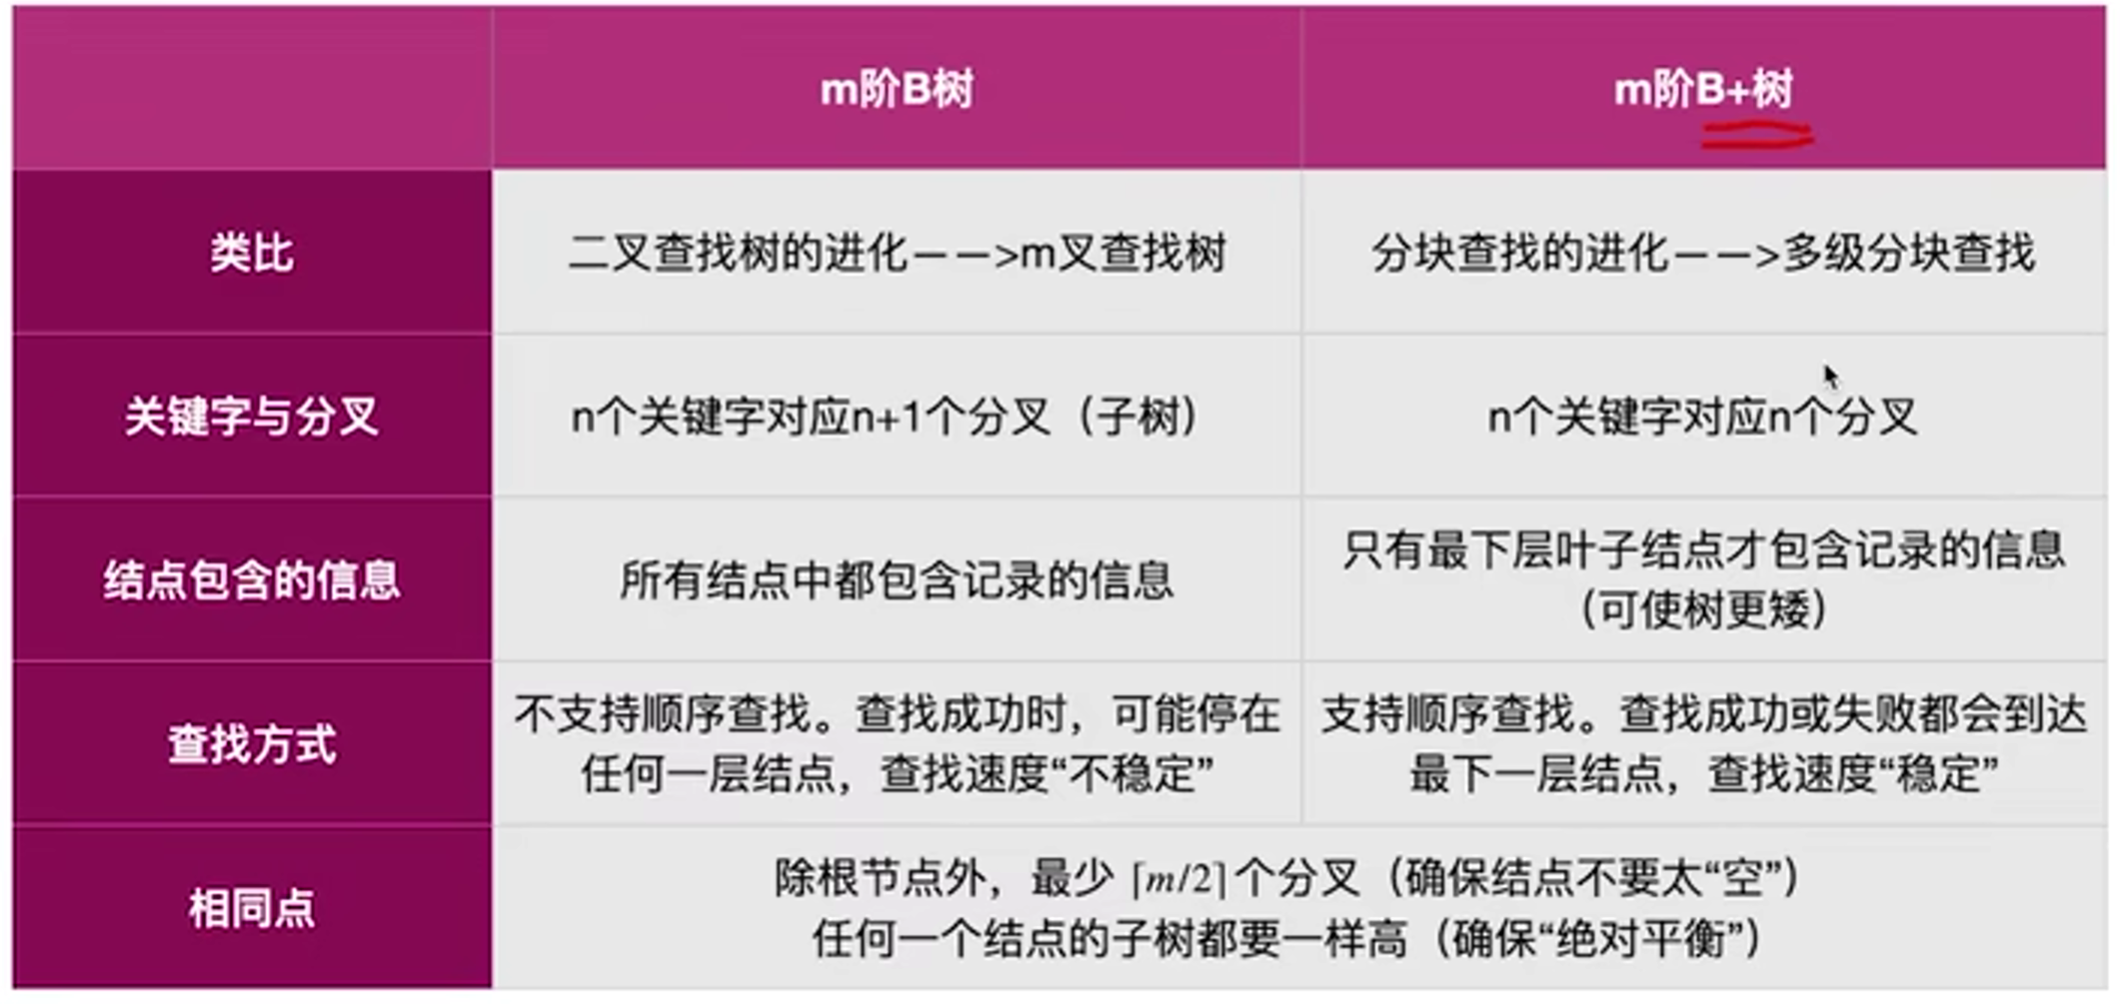 m阶B树
m阶B+树
类比
二叉查找树的进化——>m叉查找树
分块查找的进化——>多级分块查找
关键字与分叉
n个关键字对应n+1个分叉（子树）
n个关键字对应n个分叉
结点包含的信息
所有结点中都包含记录的信息
只有最下层叶子结点才包含记录的信息
（可使树更矮）
查找方式
不支持顺序查找。查找成功时，可能停在
任何一层结点，查找速度“不稳定”
支持顺序查找。查找成功或失败都会到达
最下一层结点，查找速度“稳定”
相同点
除根节点外，最少 ⌈m/2⌉个分叉（确保结点不要太“空”）
任何一个结点的子树都要一样高（确保“绝对平衡”）